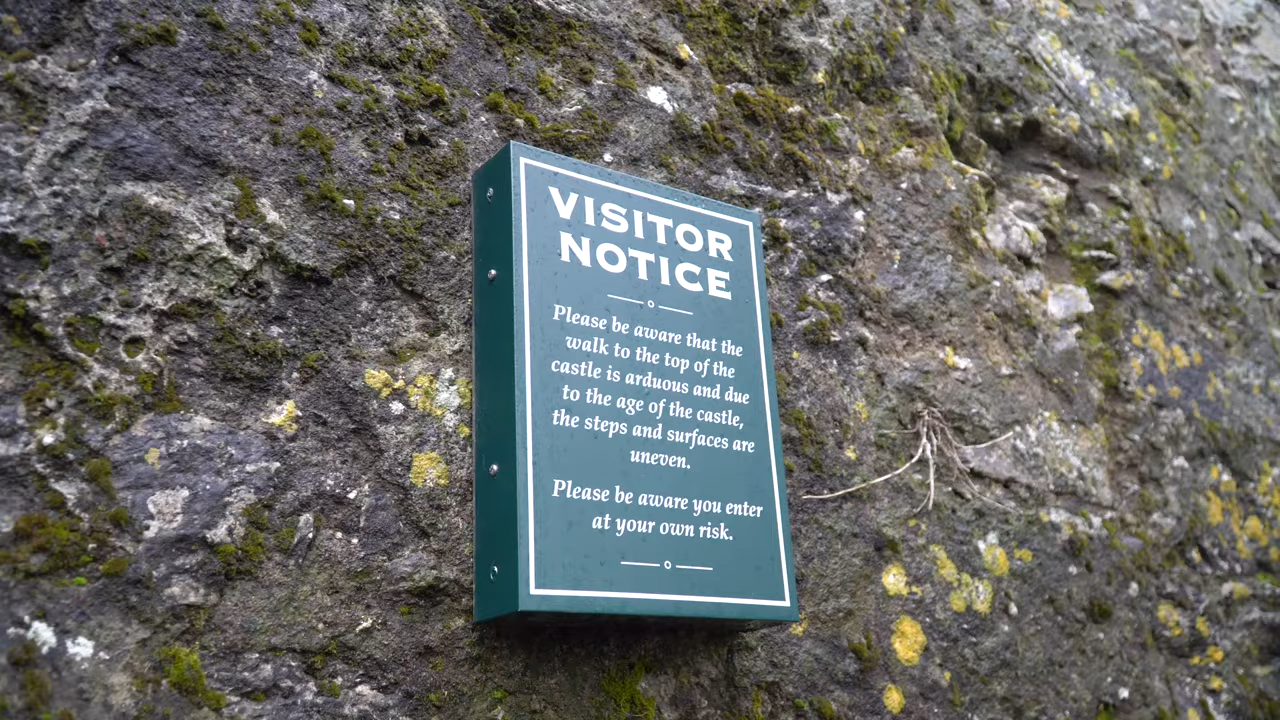 VISITOR
NOTICE
Please be aware that the
walk to the top of the
castle is arduous and due
to the age of the castle,
the steps and surfaces are
uneven.
Please be aware you enter
at your own risk.